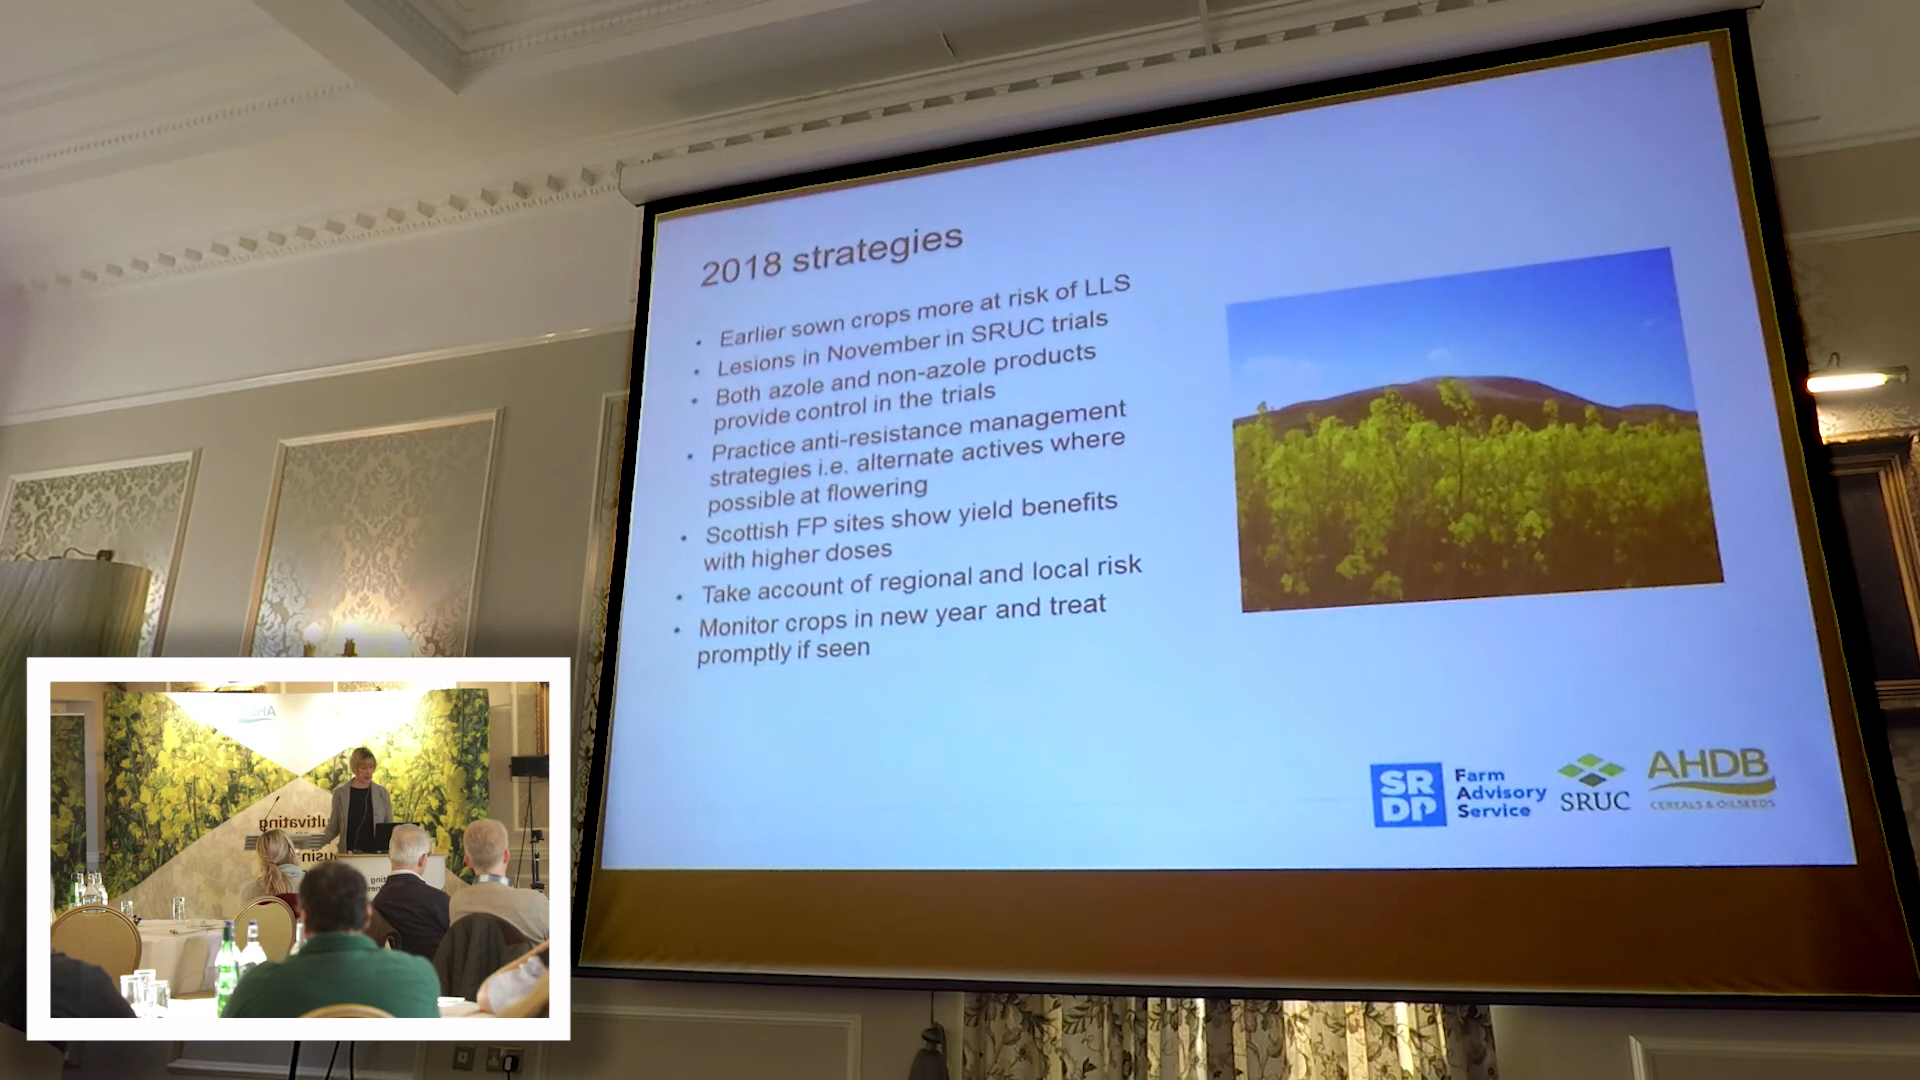 2018 strategies
• Earlier sown crops more at risk of LLS
• Lesions in November in SRUC trials
• Both azole and non-azole products
provide control in the trials
• Practice anti-resistance management
strategies i.e. alternate actives where
possible at flowering
• Scottish FP sites show yield benefits
with higher doses
• Take account of regional and local risk
• Monitor crops in new year and treat
promptly if seen
SR
DP
Farm
Advisory
Service
SRUC
AHDB
CEREALS & OILSEEDS